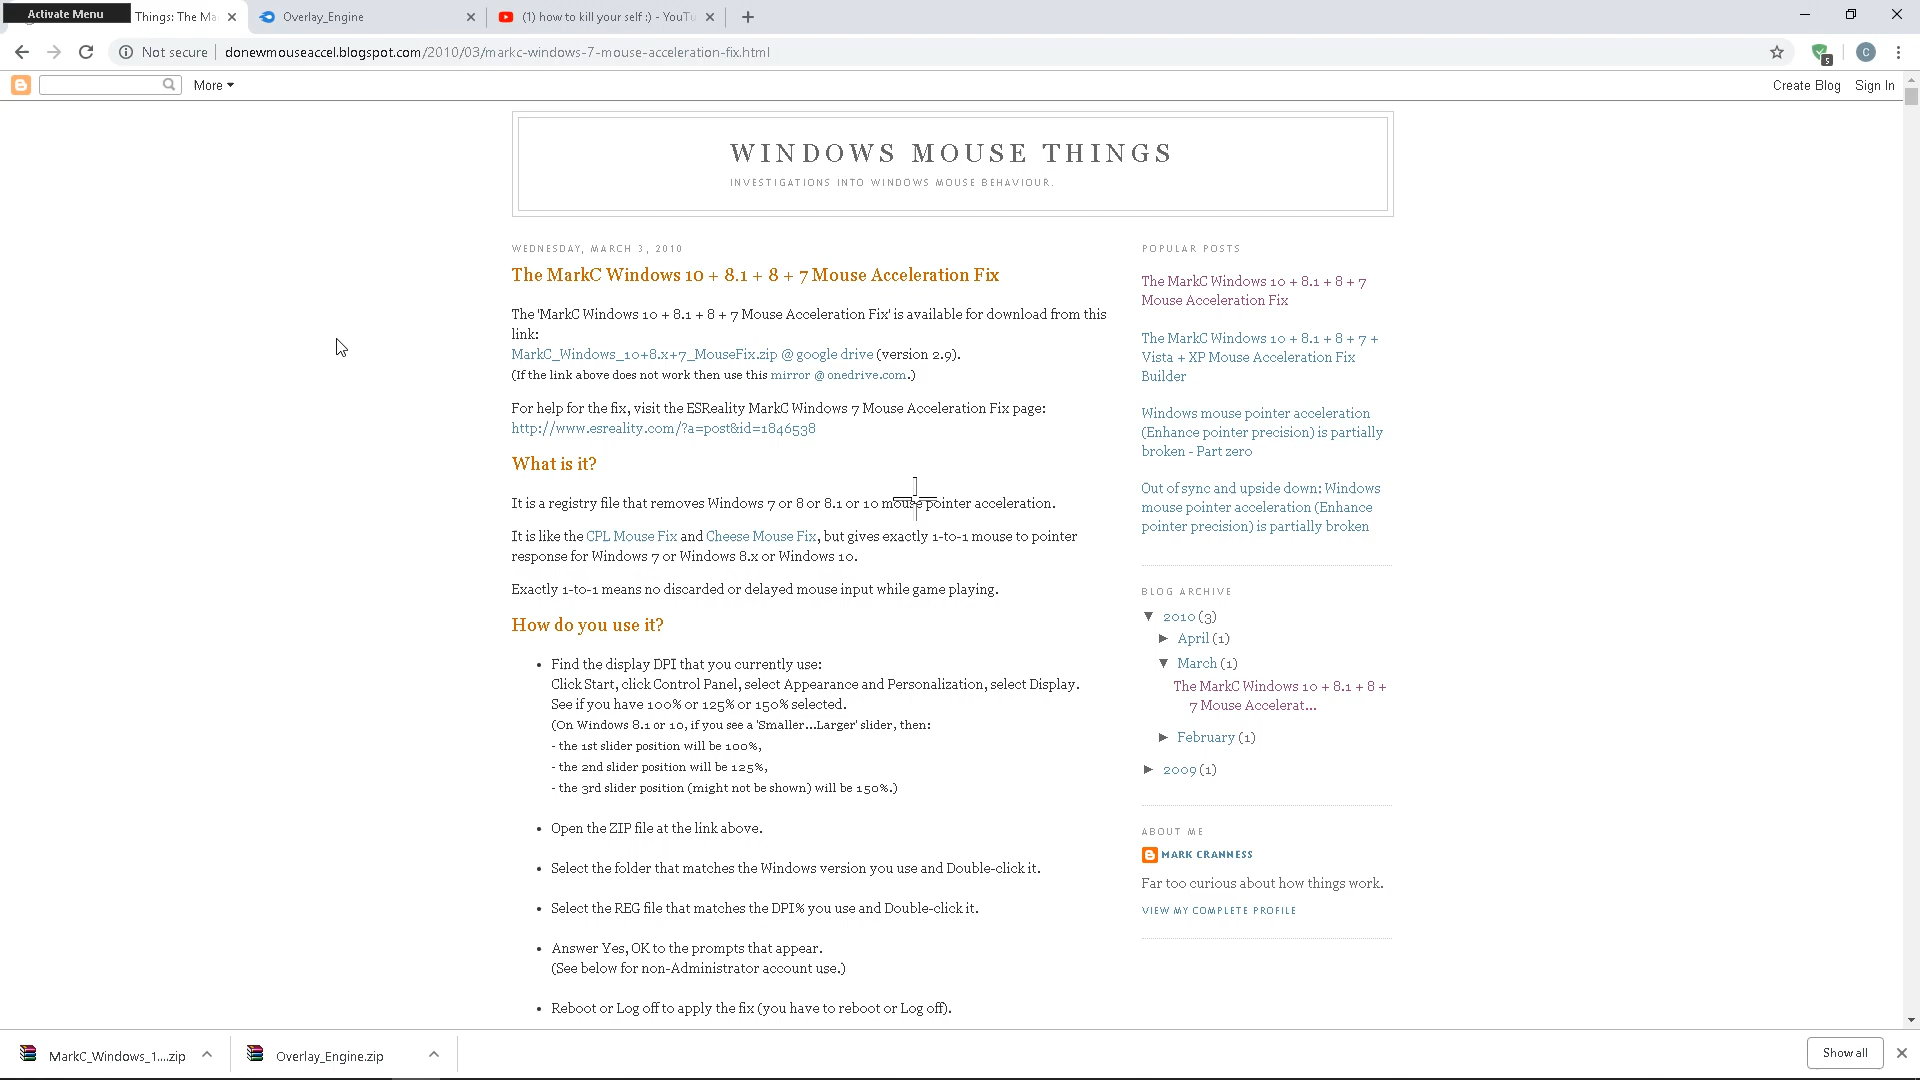 Activate Menu
Things: The Ma
Overlay_Engine
(1) how to kill your self :) - YouTu
Not secure
donewmouseaccel.blogspot.com/2010/03/markc-windows-7-mouse-acceleration-fix.html
C
5
More
Create Blog
Sign In
WINDOWS MOUSE THINGS
INVESTIGATIONS INTO WINDOWS MOUSE BEHAVIOUR.
WEDNESDAY, MARCH 3, 2010
The MarkC Windows 10 + 8.1 + 8 + 7 Mouse Acceleration Fix
The 'MarkC Windows 10 + 8.1 + 8 + 7 Mouse Acceleration Fix' is available for download from this
link:
MarkC_Windows_10+8.x+7_MouseFix.zip @ google drive (version 2.9).
(If the link above does not work then use this mirror @ onedrive.com.)
For help for the fix, visit the ESReality MarkC Windows 7 Mouse Acceleration Fix page:
http://www.esreality.com/?a=post&id=1846538
What is it?
It is a registry file that removes Windows 7 or 8 or 8.1 or 10 mouse pointer acceleration.
It is like the CPL Mouse Fix and Cheese Mouse Fix, but gives exactly 1-to-1 mouse to pointer
response for Windows 7 or Windows 8.x or Windows 10.
Exactly 1-to-1 means no discarded or delayed mouse input while game playing.
How do you use it?
• Find the display DPI that you currently use:
Click Start, click Control Panel, select Appearance and Personalization, select Display.
See if you have 100% or 125% or 150% selected.
(On Windows 8.1 or 10, if you see a 'Smaller...Larger' slider, then:
- the 1st slider position will be 100%,
- the 2nd slider position will be 125%,
- the 3rd slider position (might not be shown) will be 150%.)
• Open the ZIP file at the link above.
• Select the folder that matches the Windows version you use and Double-click it.
• Select the REG file that matches the DPI% you use and Double-click it.
• Answer Yes, OK to the prompts that appear.
(See below for non-Administrator account use.)
• Reboot or Log off to apply the fix (you have to reboot or Log off).
POPULAR POSTS
The MarkC Windows 10 + 8.1 + 8 + 7
Mouse Acceleration Fix
The MarkC Windows 10 + 8.1 + 8 + 7 +
Vista + XP Mouse Acceleration Fix
Builder
Windows mouse pointer acceleration
(Enhance pointer precision) is partially
broken - Part zero
Out of sync and upside down: Windows
mouse pointer acceleration (Enhance
pointer precision) is partially broken
BLOG ARCHIVE
▼ 2010 (3)
► April (1)
▼ March (1)
The MarkC Windows 10 + 8.1 + 8 +
7 Mouse Accelerat...
► February (1)
► 2009 (1)
ABOUT ME
MARK CRANNESS
Far too curious about how things work.
VIEW MY COMPLETE PROFILE
MarkC_Windows_1....zip
Overlay_Engine.zip
Show all